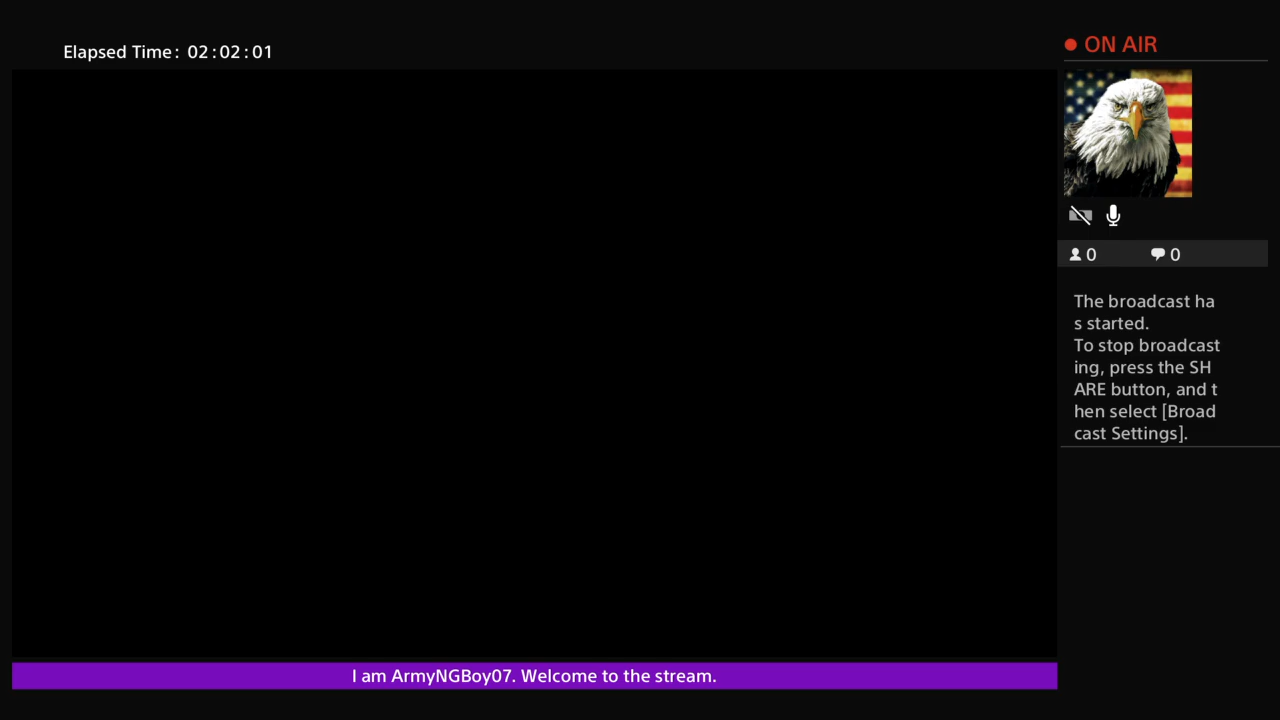 Elapsed Time: 02:02:01
ON AIR
0 0
The broadcast ha
s started.
To stop broadcast
ing, press the SH
ARE button, and t
hen select [Broad
cast Settings].
I am ArmyNGBoy07. Welcome to the stream.